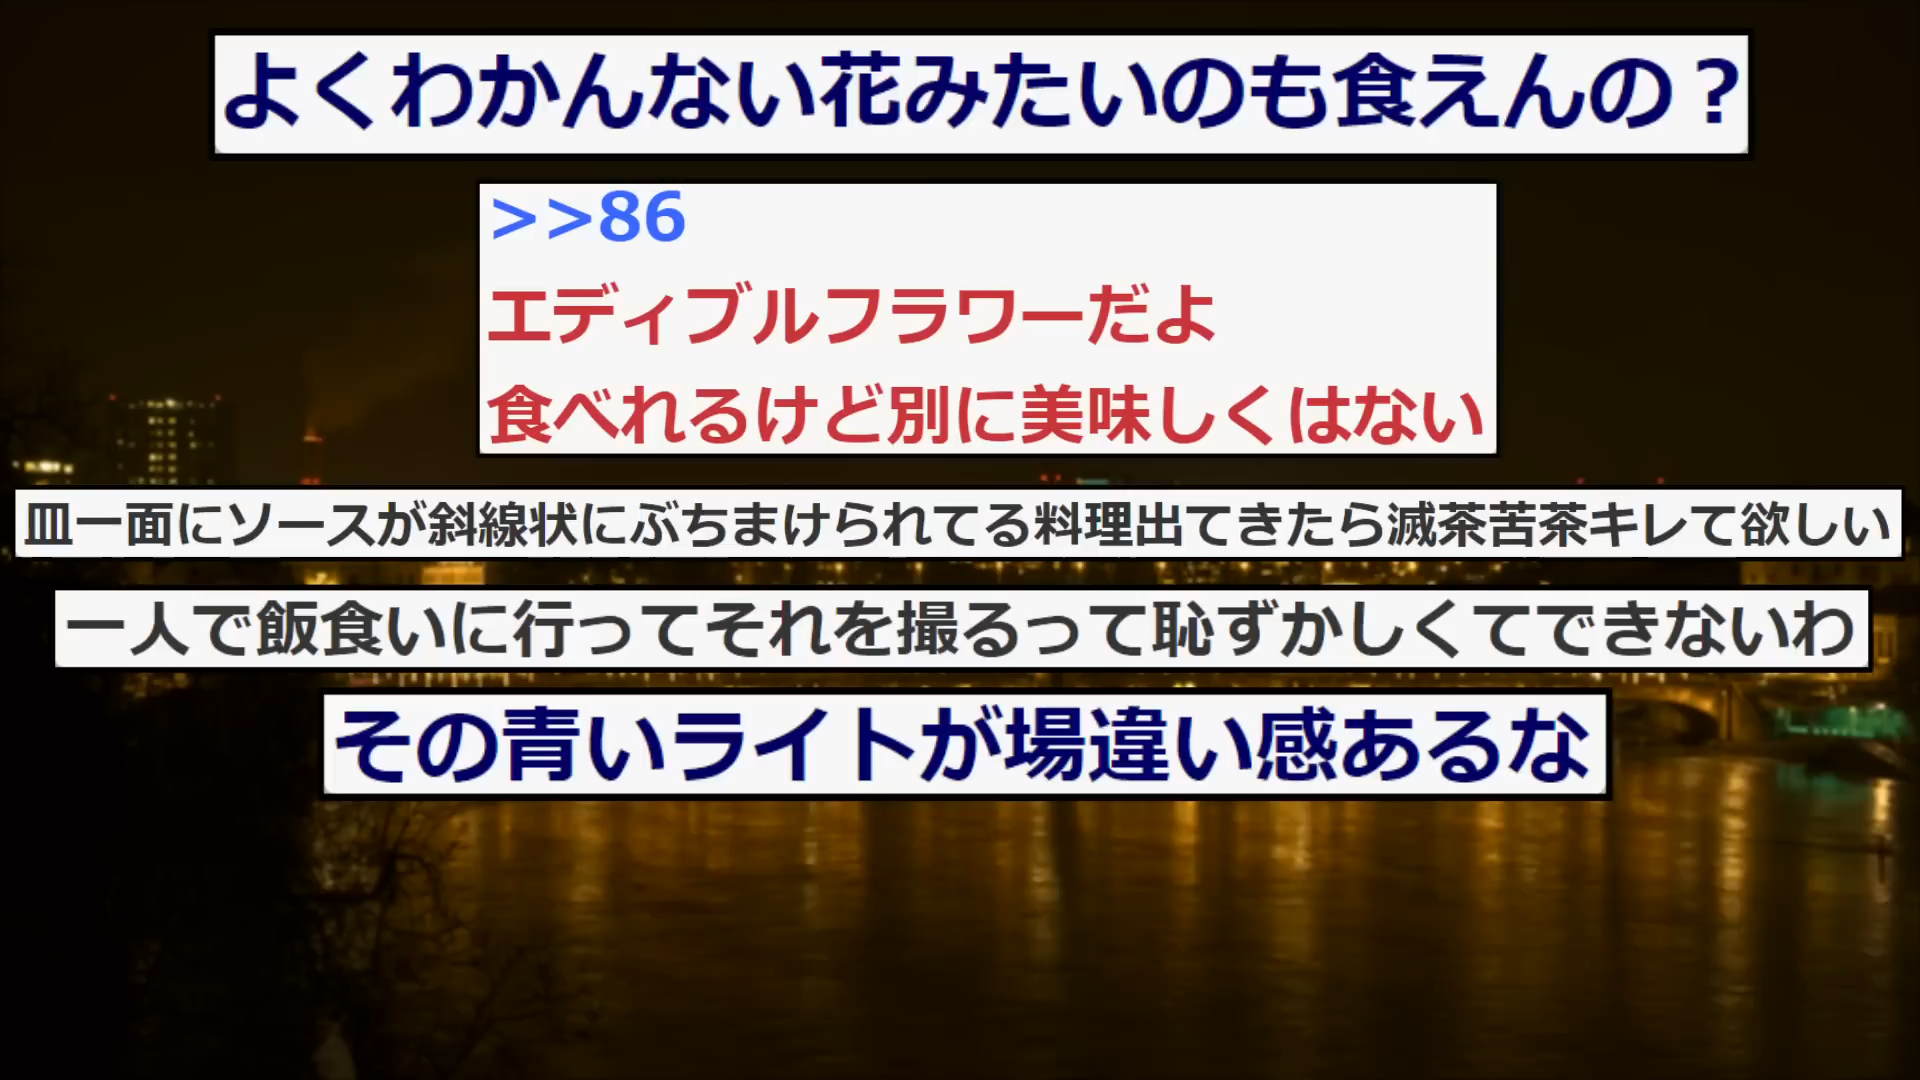 よくわかんない花みたいのも食えんの？
>>86
エディブルフラワーだよ
食べれるけど別に美味しくはない
皿一面にソースが斜線状にぶちまけられてる料理出てきたら滅茶苦茶キレて欲しい
一人で飯食いに行ってそれを撮るって恥ずかしくてできないわ
その青いライトが場違い感あるな